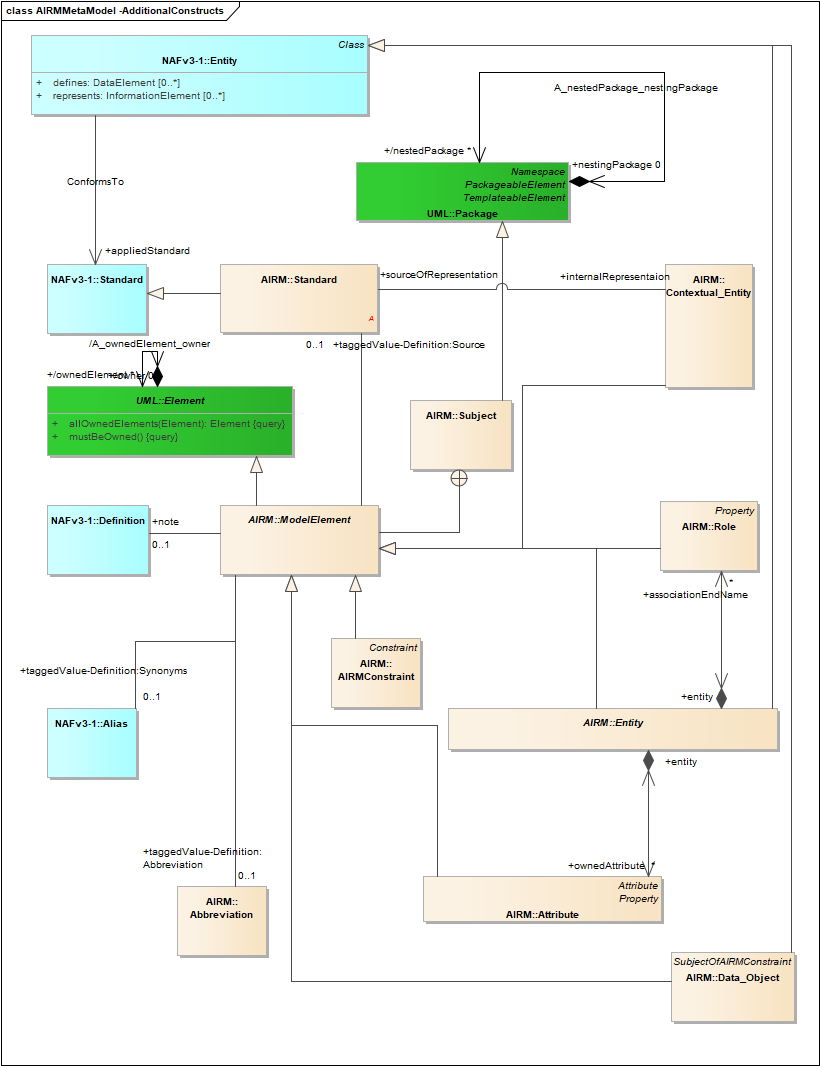 class AIRMMetaModel -AdditionalConstructs
Class
NAFv3-1::Entity
+ defines: DataElement [0..*]
+ represents: InformationElement [0..*]
A_nestedPackage_nestingPackage
+/nestedPackage *
+nestingPackage 0
Namespace
PackageableElement
TemplateableElement
UML::Package
ConformsTo
+appliedStandard
NAFv3-1::Standard
AIRM::Standard
A
+sourceOfRepresentation
+internalRepresentaion
AIRM::
Contextual_Entity
/A_ownedElement_owner
0..1
+taggedValue-Definition:Source
+/ownedElement *
UML::Element
+ allOwnedElements(Element): Element {query}
+ mustBeOwned() {query}
AIRM::Subject
NAFv3-1::Definition
+note
0..1
AIRM::ModelElement
Property
AIRM::Role
*
+associationEndName
Constraint
AIRM::
AIRMConstraint
+taggedValue-Definition:Synonyms
0..1
+entity
NAFv3-1::Alias
AIRM::Entity
+entity
+taggedValue-Definition:
Abbreviation
0..1
+ownedAttribute *
AIRM::
Abbreviation
Attribute
Property
AIRM::Attribute
SubjectOfAIRMConstraint
AIRM::Data_Object